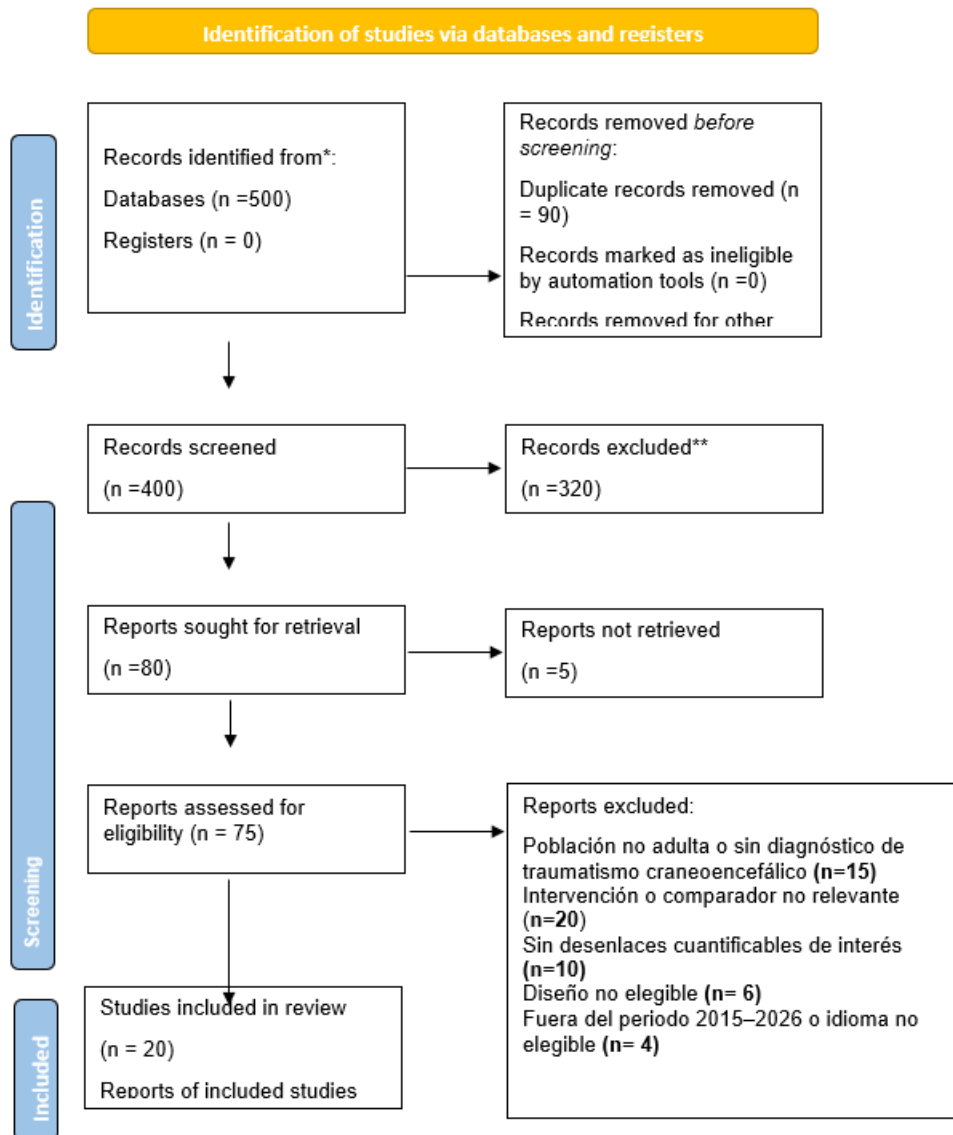 Identification of studies via databases and registers
Identification
Records identified from*:
Databases (n =500)
Registers (n = 0)
Records removed before
screening:
Duplicate records removed (n
= 90)
Records marked as ineligible
by automation tools (n =0)
Records removed for other
Screening
Records screened
(n =400)
Records excluded**
(n =320)
Reports sought for retrieval
(n =80)
Reports not retrieved
(n =5)
Reports assessed for
eligibility (n = 75)
Reports excluded:
Población no adulta o sin diagnóstico de
traumatismo craneoencefálico (n=15)
Intervención o comparador no relevante
(n=20)
Sin desenlaces cuantificables de interés
(n=10)
Diseño no elegible (n= 6)
Fuera del periodo 2015–2026 o idioma no
elegible (n= 4)
Included
Studies included in review
(n = 20)
Reports of included studies